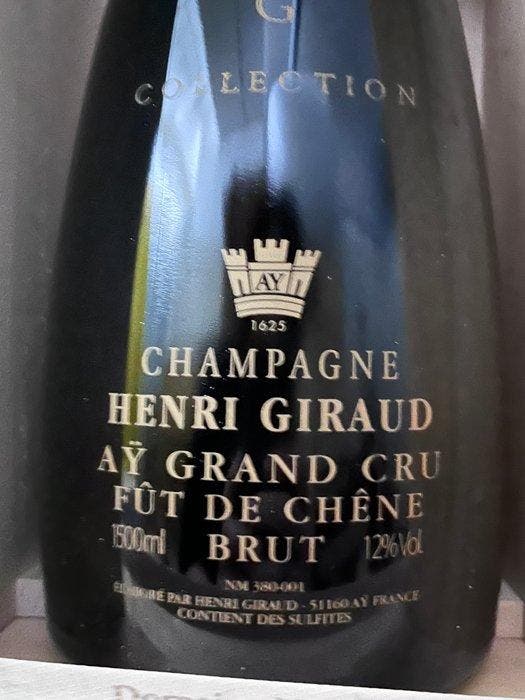 G
COLLECTION
AY
1625
CHAMPAGNE
HENRI GIRAUD
AŸ GRAND CRU
FÛT DE CHÊNE
1500ml BRUT 12%Vol.
NM 380-001
ELABORÉ PAR HENRI GIRAUD - 51160 AŸ FRANCE
CONTIENT DES SULFITES